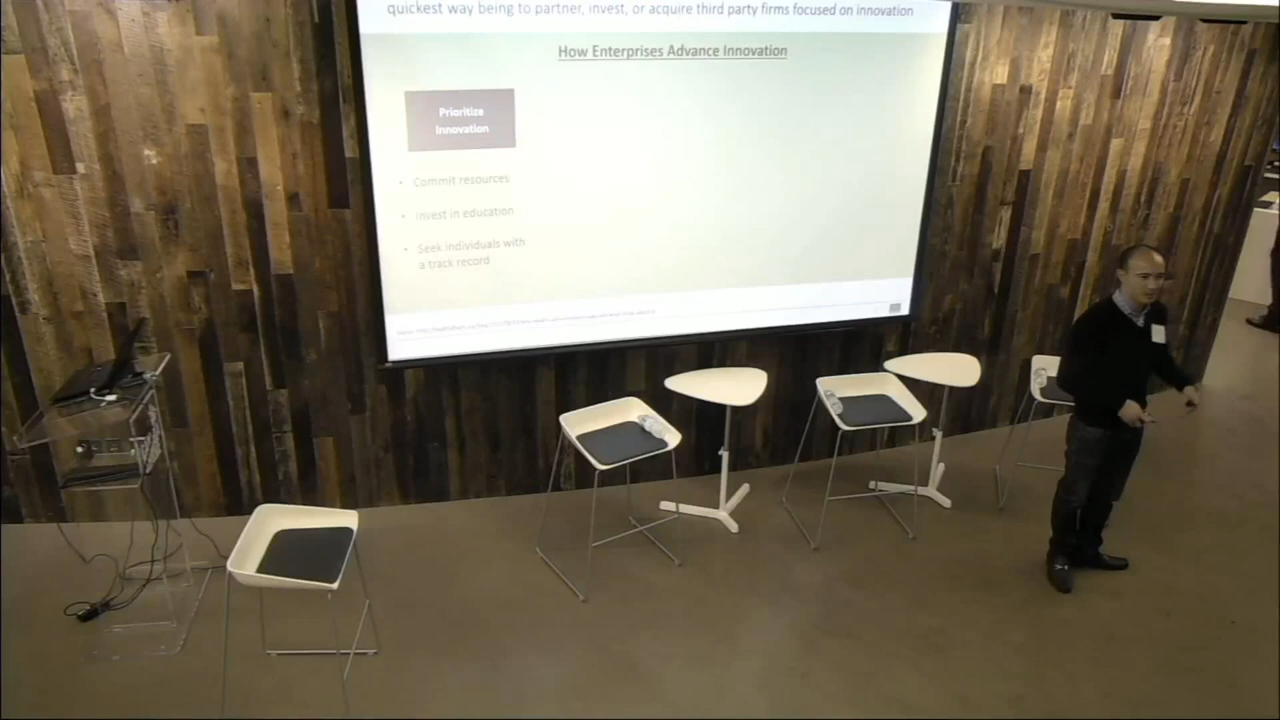 quickest way being to partner, invest, or acquire third party firms focused on innovation
How Enterprises Advance Innovation
Prioritize
Innovation
• Commit resources
• Invest in education
• Seek individuals with
a track record